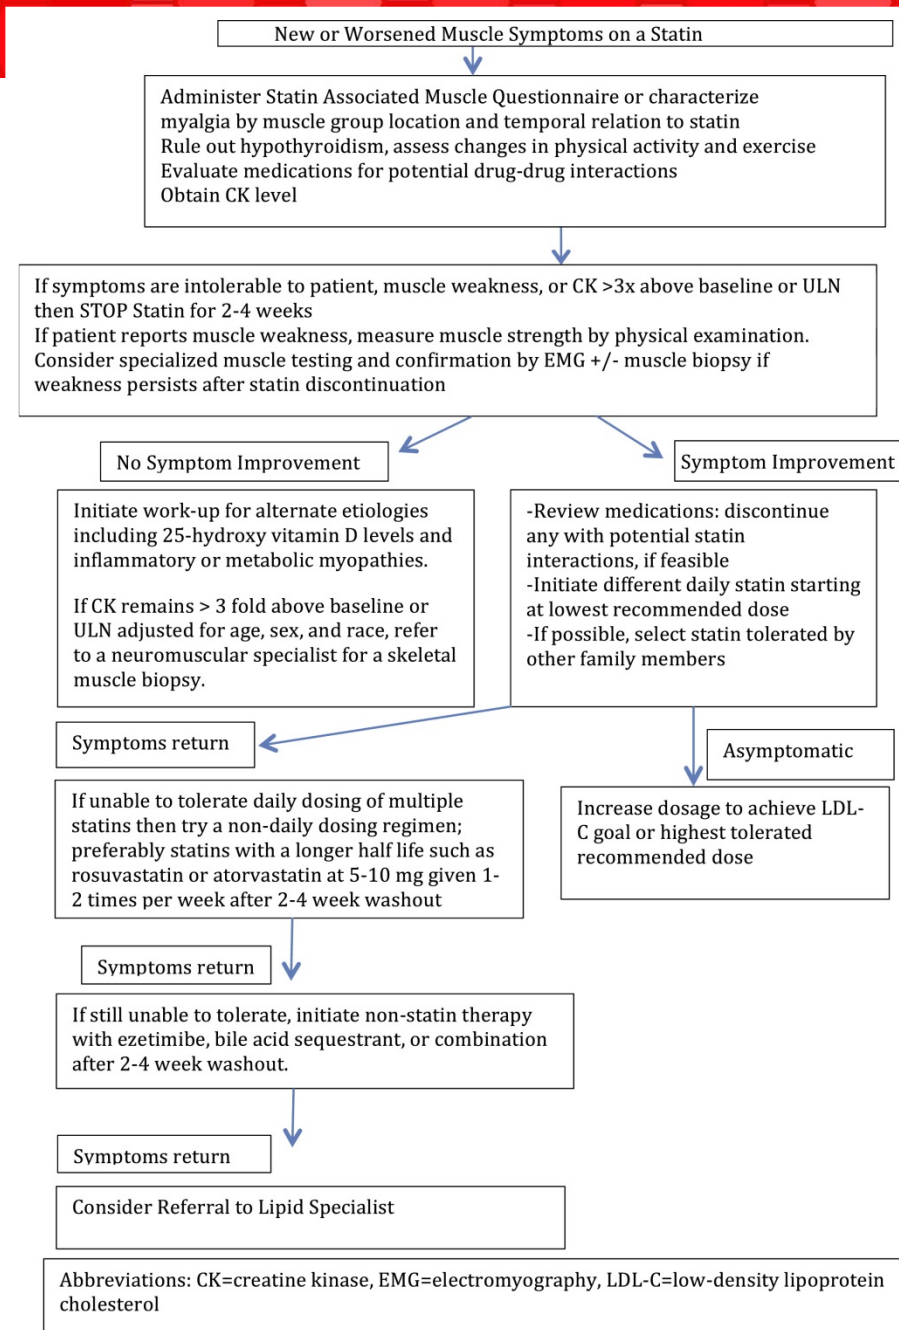 New or Worsened Muscle Symptoms on a Statin
Administer Statin Associated Muscle Questionnaire or characterize
myalgia by muscle group location and temporal relation to statin
Rule out hypothyroidism, assess changes in physical activity and exercise
Evaluate medications for potential drug-drug interactions
Obtain CK level
If symptoms are intolerable to patient, muscle weakness, or CK >3x above baseline or ULN
then STOP Statin for 2-4 weeks
If patient reports muscle weakness, measure muscle strength by physical examination.
Consider specialized muscle testing and confirmation by EMG +/- muscle biopsy if
weakness persists after statin discontinuation
No Symptom Improvement
Symptom Improvement
Initiate work-up for alternate etiologies
including 25-hydroxy vitamin D levels and
inflammatory or metabolic myopathies.
If CK remains > 3 fold above baseline or
ULN adjusted for age, sex, and race, refer
to a neuromuscular specialist for a skeletal
muscle biopsy.
-Review medications: discontinue
any with potential statin
interactions, if feasible
-Initiate different daily statin starting
at lowest recommended dose
-If possible, select statin tolerated by
other family members
Symptoms return
Asymptomatic
If unable to tolerate daily dosing of multiple
statins then try a non-daily dosing regimen;
preferably statins with a longer half life such as
rosuvastatin or atorvastatin at 5-10 mg given 1-
2 times per week after 2-4 week washout
Increase dosage to achieve LDL-
C goal or highest tolerated
recommended dose
Symptoms return
If still unable to tolerate, initiate non-statin therapy
with ezetimibe, bile acid sequestrant, or combination
after 2-4 week washout.
Symptoms return
Consider Referral to Lipid Specialist
Abbreviations: CK=creatine kinase, EMG=electromyography, LDL-C=low-density lipoprotein
cholesterol